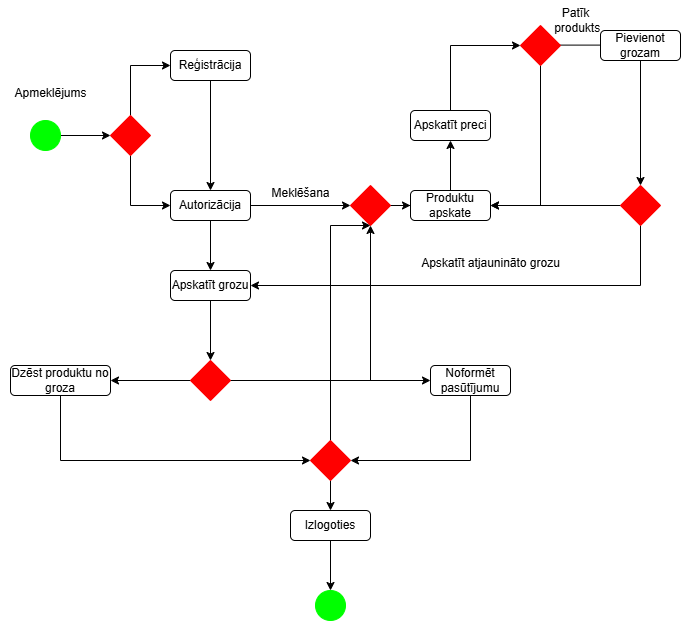 Patīk
produkts
Pievienot
grozam
Reģistrācija
Apmeklējums
Apskatīt preci
Autorizācija
Meklēšana
Produktu
apskate
Apskatīt atjaunināto grozu
Apskatīt grozu
Dzēst produktu no
groza
Noformēt
pasūtījumu
Izlogoties